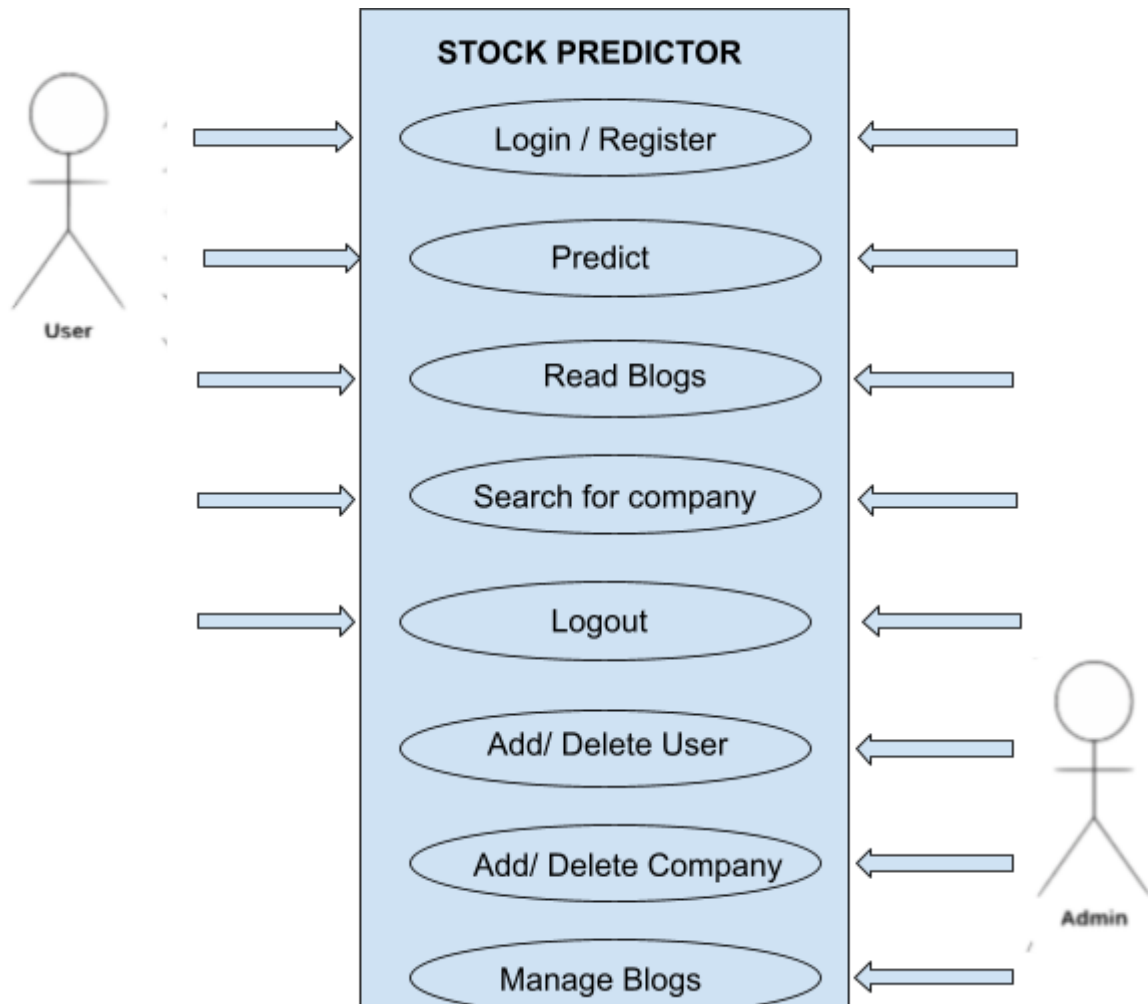 STOCK PREDICTOR
Login / Register
Predict
User
Read Blogs
Search for company
Logout
Add/ Delete User
Add/ Delete Company
Admin
Manage Blogs